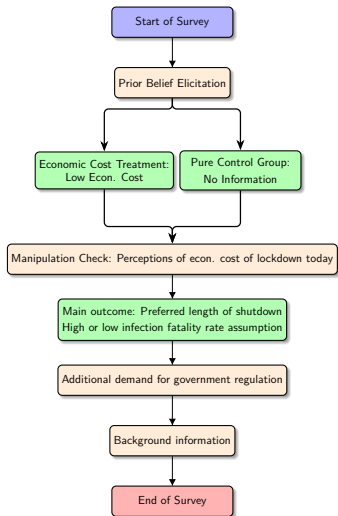 Start of Survey
Prior Belief Elicitation
Economic Cost Treatment:
Low Econ. Cost
Pure Control Group:
No Information
Manipulation Check: Perceptions of econ. cost of lockdown today
Main outcome: Preferred length of shutdown
High or low infection fatality rate assumption
Additional demand for government regulation
Background information
End of Survey